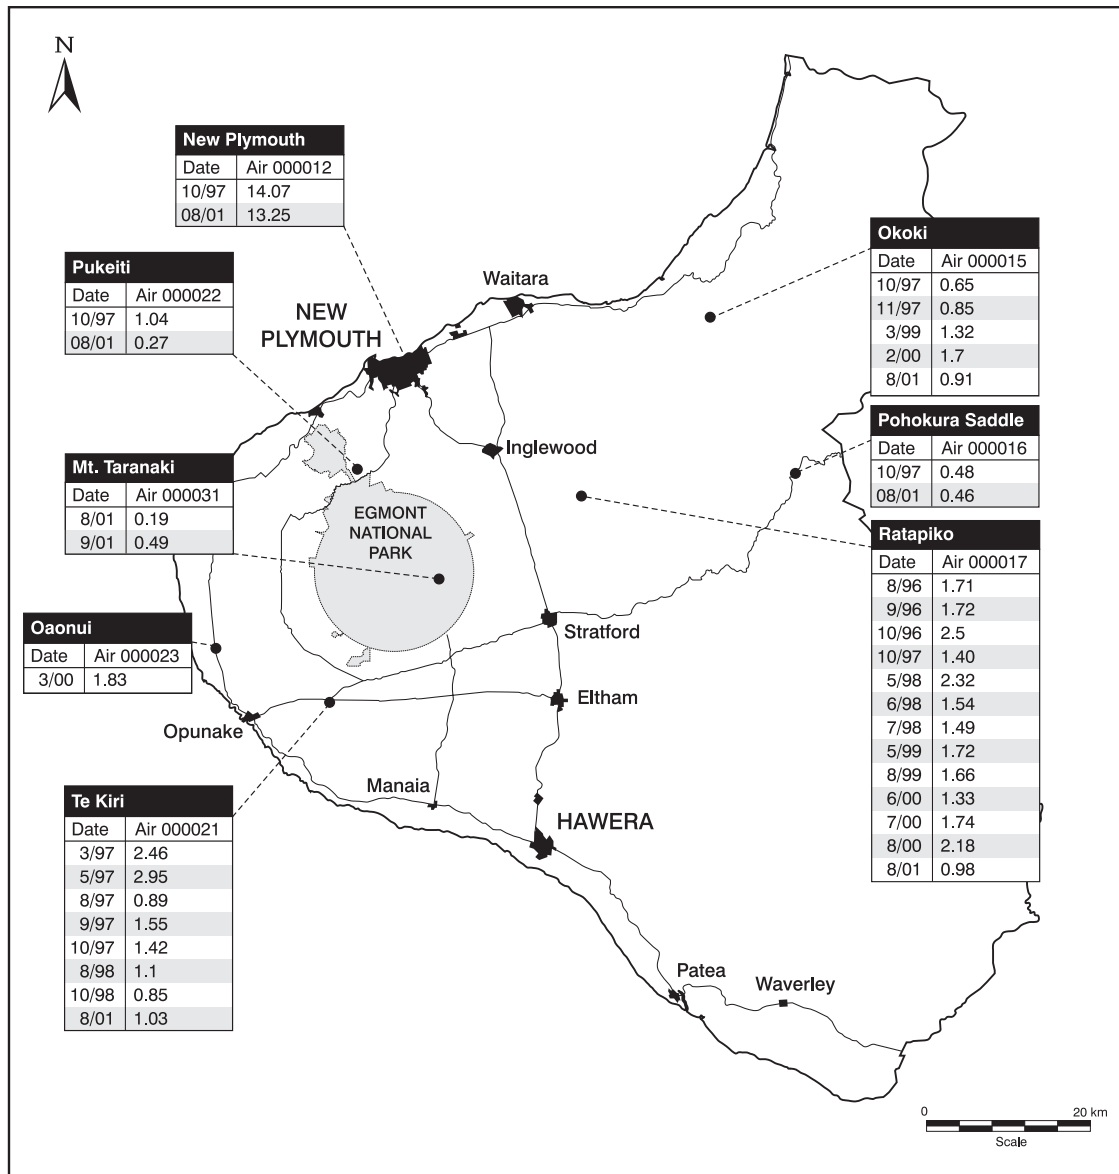 N
New Plymouth
Date Air 000012
10/97 14.07
08/01 13.25
Pukeiti
Date Air 000022
10/97 1.04
08/01 0.27
Mt. Taranaki
Date Air 000031
8/01 0.19
9/01 0.49
Oaonui
Date Air 000023
3/00 1.83
Te Kiri
Date Air 000021
3/97 2.46
5/97 2.95
8/97 0.89
9/97 1.55
10/97 1.42
8/98 1.1
10/98 0.85
8/01 1.03
Waitara
NEW
PLYMOUTH
Inglewood
EGMONT
NATIONAL
PARK
Stratford
Eltham
Opunake
Manaia
HAWERA
Patea
Waverley
Okoki
Date Air 000015
10/97 0.65
11/97 0.85
3/99 1.32
2/00 1.7
8/01 0.91
Pohokura Saddle
Date Air 000016
10/97 0.48
08/01 0.46
Ratapiko
Date Air 000017
8/96 1.71
9/96 1.72
10/96 2.5
10/97 1.40
5/98 2.32
6/98 1.54
7/98 1.49
5/99 1.72
8/99 1.66
6/00 1.33
7/00 1.74
8/00 2.18
8/01 0.98
0 20 km
Scale